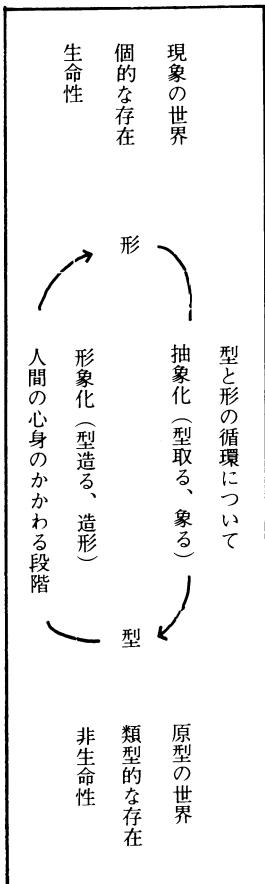 型と形の循環について
現象の世界
個的な存在
生命性
形
抽象化（型取る、象る）
形象化（型造る、造形）
人間の心身のかかわる段階
型
原型の世界
類型的な存在
非生命性